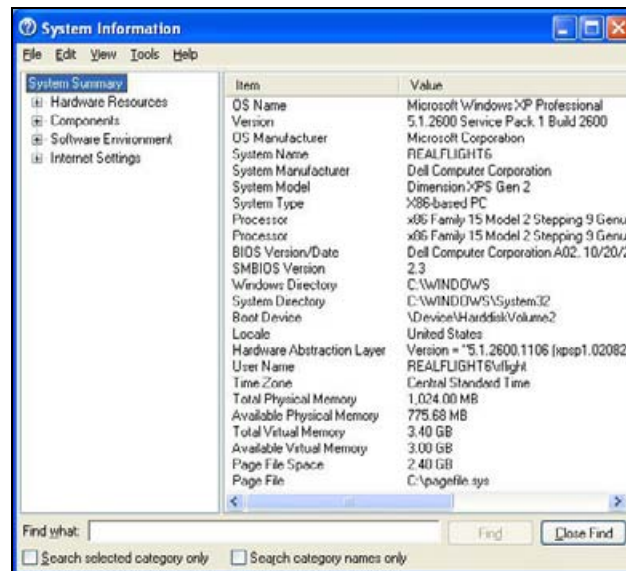 System Information
File Edit View Tools Help
System Summary
Hardware Resources
Components
Software Environment
Internet Settings
Item Value
OS Name Microsoft Windows XP Professional
Version 5.1.2600 Service Pack 1 Build 2600
OS Manufacturer Microsoft Corporation
System Name REALFLIGHT6
System Manufacturer Dell Computer Corporation
System Model Dimension XPS Gen 2
System Type X86-based PC
Processor x86 Family 15 Model 2 Stepping 9 Genu
Processor x86 Family 15 Model 2 Stepping 9 Genu
BIOS Version/Date Dell Computer Corporation A02, 10/20/2
SMBIOS Version 2.3
Windows Directory C:\WINDOWS
System Directory C:\WINDOWS\System32
Boot Device \Device\HarddiskVolume2
Locale United States
Hardware Abstraction Layer Version = "5.1.2600.1106 (xpsp1.02082
User Name REALFLIGHT6\rflight
Time Zone Central Standard Time
Total Physical Memory 1,024.00 MB
Available Physical Memory 775.68 MB
Total Virtual Memory 3.40 GB
Available Virtual Memory 3.00 GB
Page File Space 2.40 GB
Page File C:\pagefile.sys
Find what: Find Close Find
Search selected category only Search category names only